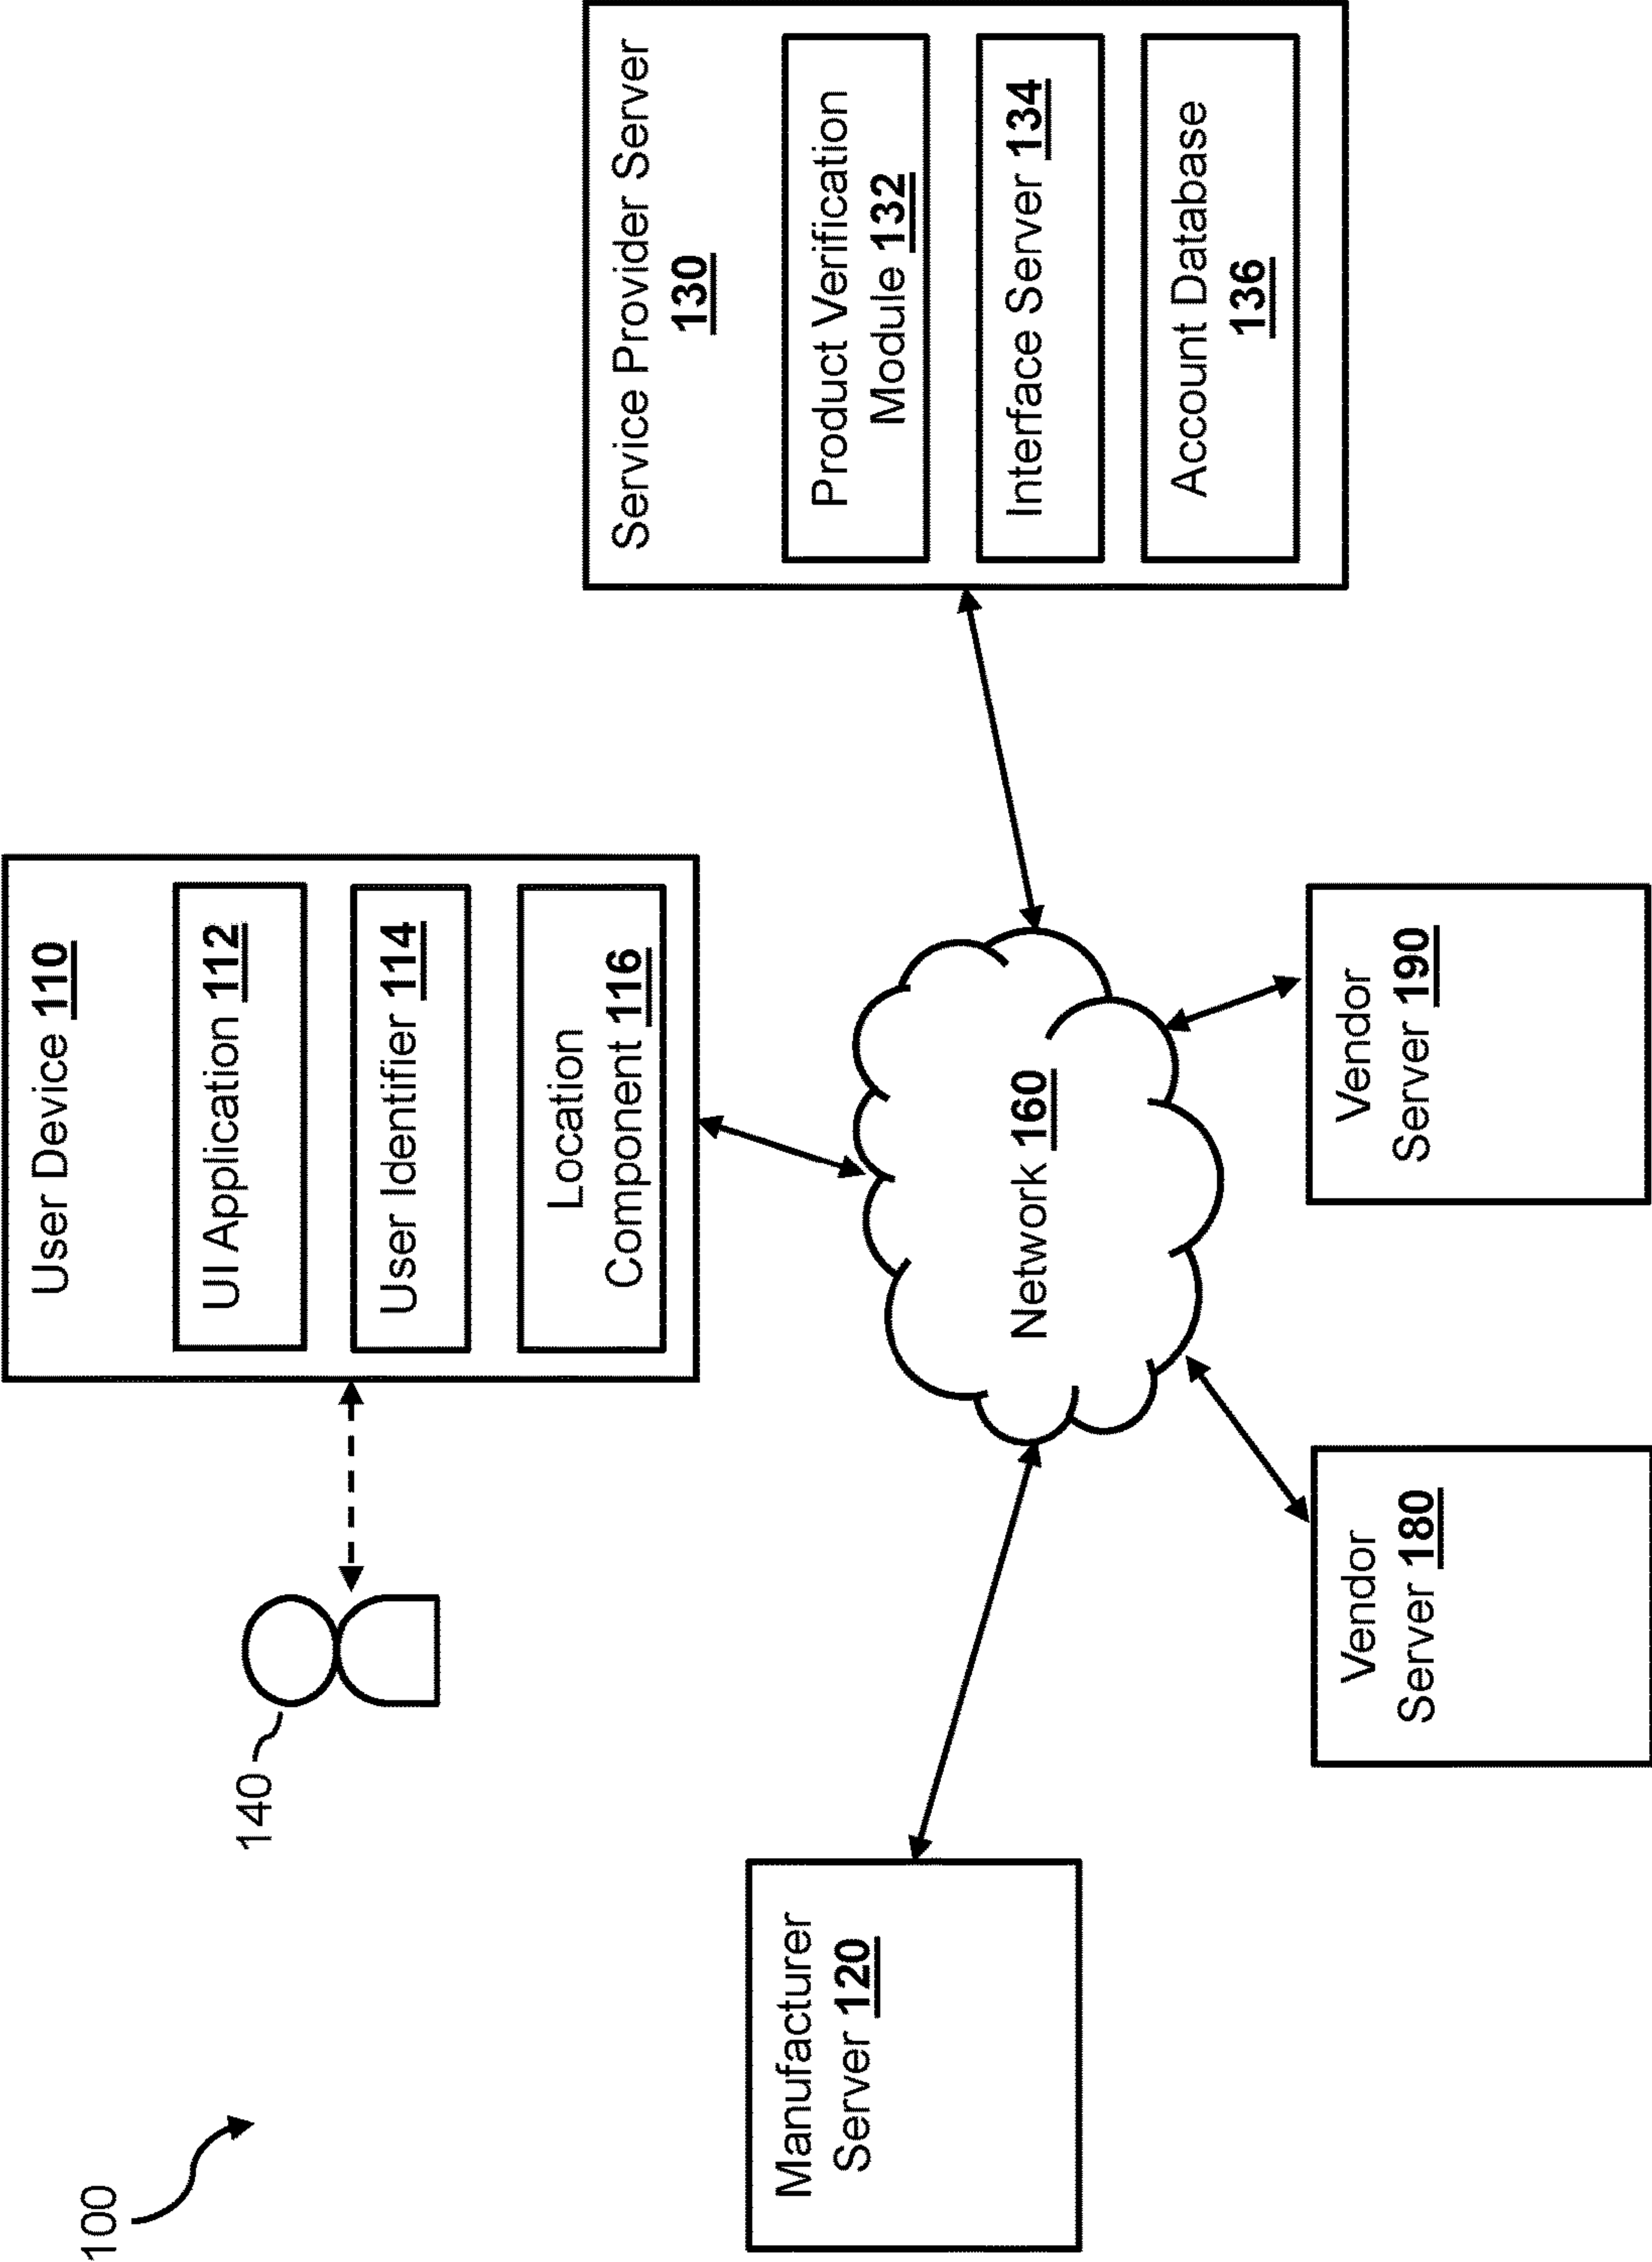 100
140
User Device 110
UI Application 112
User Identifier 114
Location
Component 116
Service Provider Server
130
Product Verification
Module 132
Interface Server 134
Account Database
136
Manufacturer
Server 120
Network 160
Vendor
Server 180
Vendor
Server 190